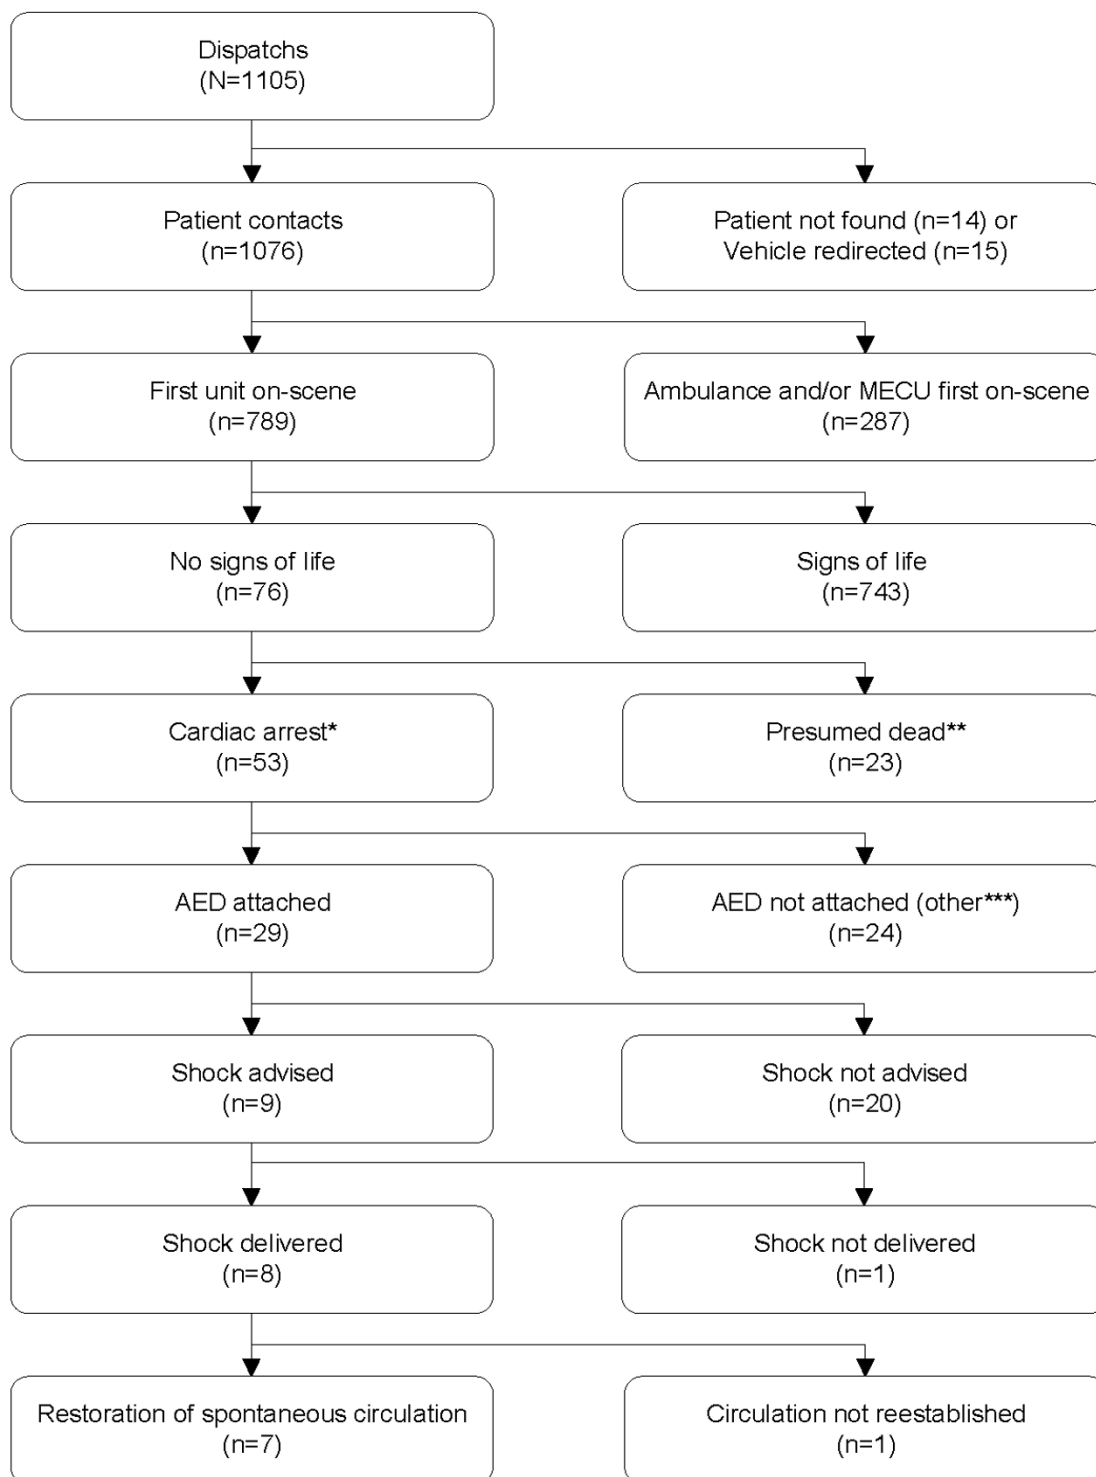 Dispatchs
(N=1105)
Patient contacts
(n=1076)
Patient not found (n=14) or
Vehicle redirected (n=15)
First unit on-scene
(n=789)
Ambulance and/or MECU first on-scene
(n=287)
No signs of life
(n=76)
Signs of life
(n=743)
Cardiac arrest*
(n=53)
Presumed dead**
(n=23)
AED attached
(n=29)
AED not attached (other***)
(n=24)
Shock advised
(n=9)
Shock not advised
(n=20)
Shock delivered
(n=8)
Shock not delivered
(n=1)
Restoration of spontaneous circulation
(n=7)
Circulation not reestablished
(n=1)